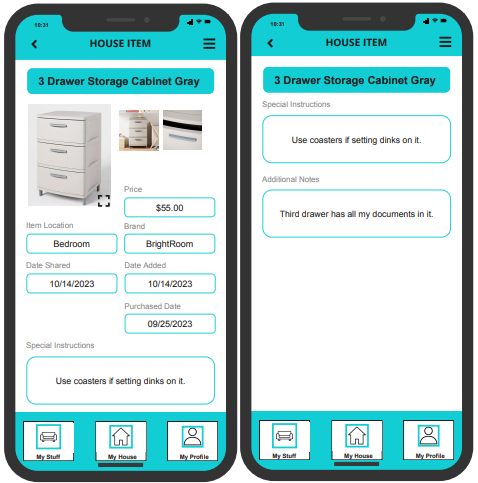 10:31
HOUSE ITEM
3 Drawer Storage Cabinet Gray
Price
$55.00
Item Location
Brand
Bedroom
BrightRoom
Date Shared
Date Added
10/14/2023
10/14/2023
Purchased Date
09/25/2023
Special Instructions
Use coasters if setting dinks on it.
My Stuff
My House
My Profile
10:31
HOUSE ITEM
3 Drawer Storage Cabinet Gray
Special Instructions
Use coasters if setting dinks on it.
Additional Notes
Third drawer has all my documents in it.
My Stuff
My House
My Profile